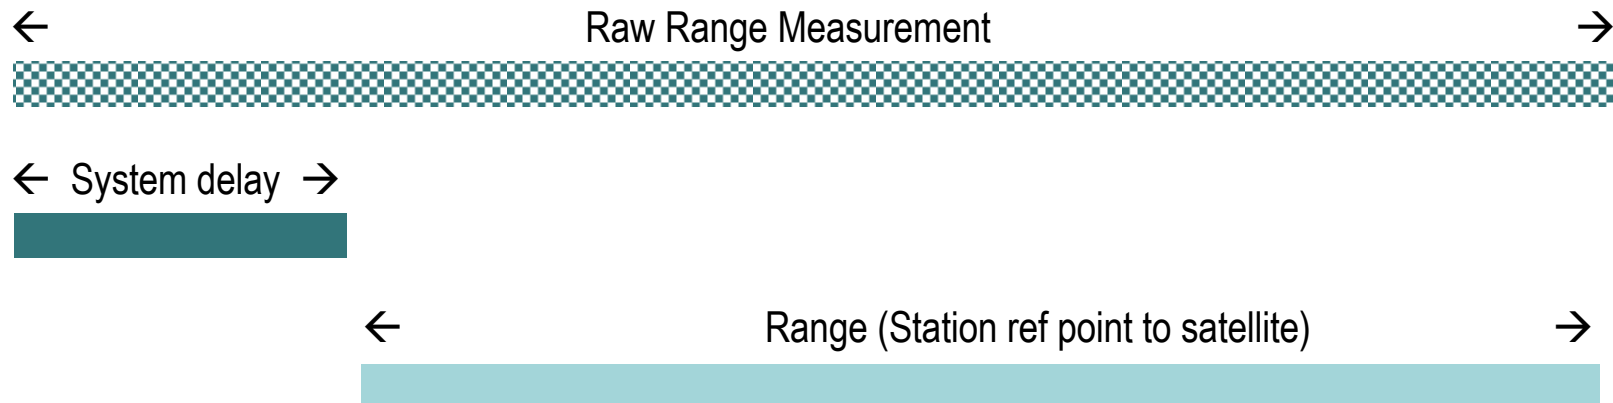 ← Raw Range Measurement →
← System delay →
← Range (Station ref point to satellite) →